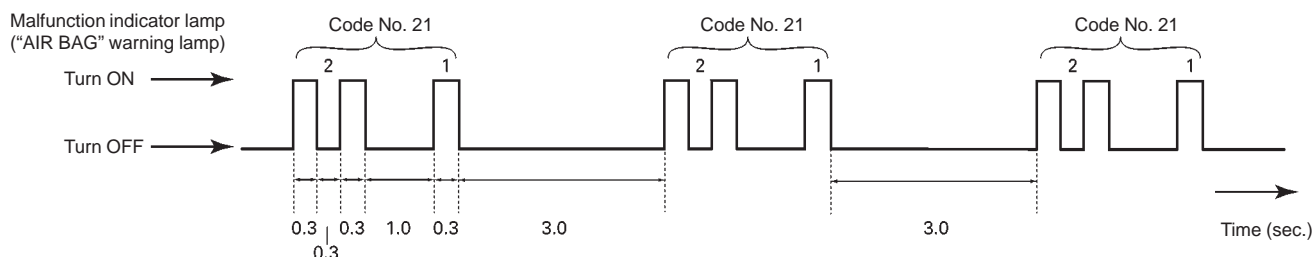 Malfunction indicator lamp
("AIR BAG" warning lamp)
Code No. 21
Code No. 21
Code No. 21
2 1
2 1
2 1
Turn ON
Turn OFF
0.3 0.3 1.0 0.3 3.0 3.0
0.3
Time (sec.)